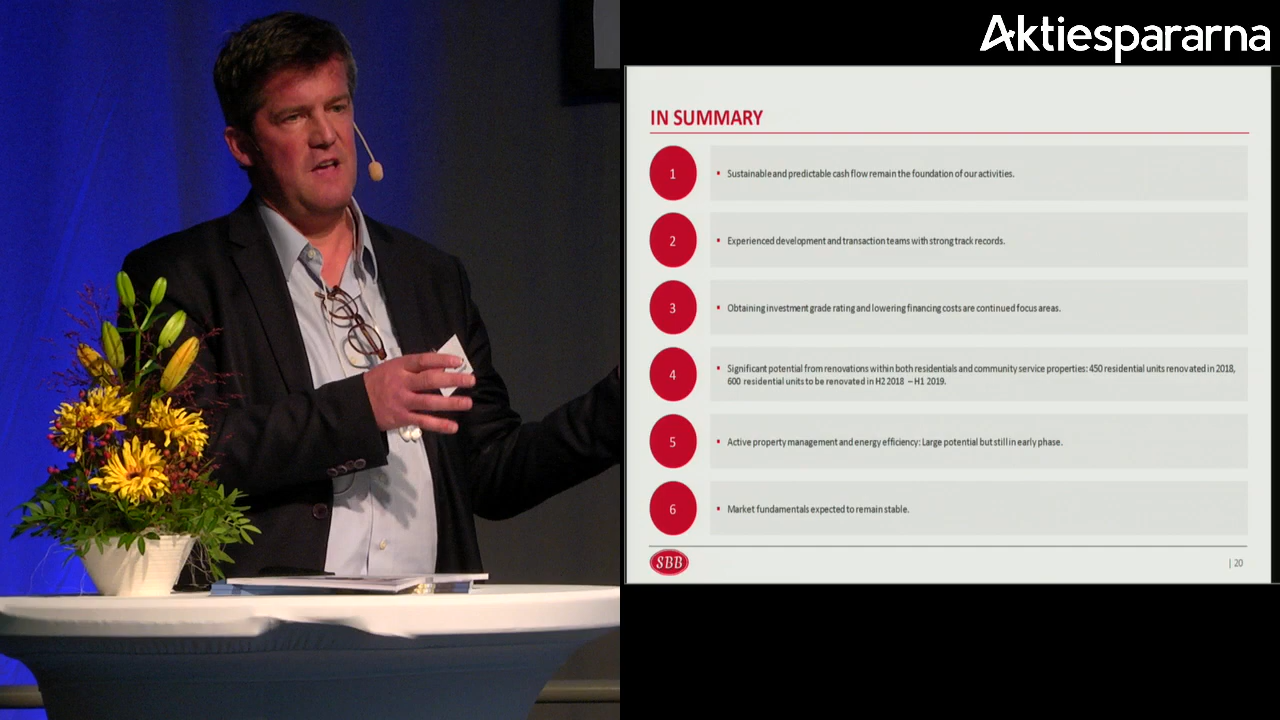 Aktiespararna
IN SUMMARY
1
▪ Sustainable and predictable cash flow remain the foundation of our activities.
2
▪ Experienced development and transaction teams with strong track records.
3
▪ Obtaining investment grade rating and lowering financing costs are continued focus areas.
4
▪ Significant potential from renovations within both residentials and community service properties: 450 residential units renovated in 2018,
600 residential units to be renovated in H2 2018 – H1 2019.
5
▪ Active property management and energy efficiency: Large potential but still in early phase.
6
▪ Market fundamentals expected to remain stable.
SBB
| 20